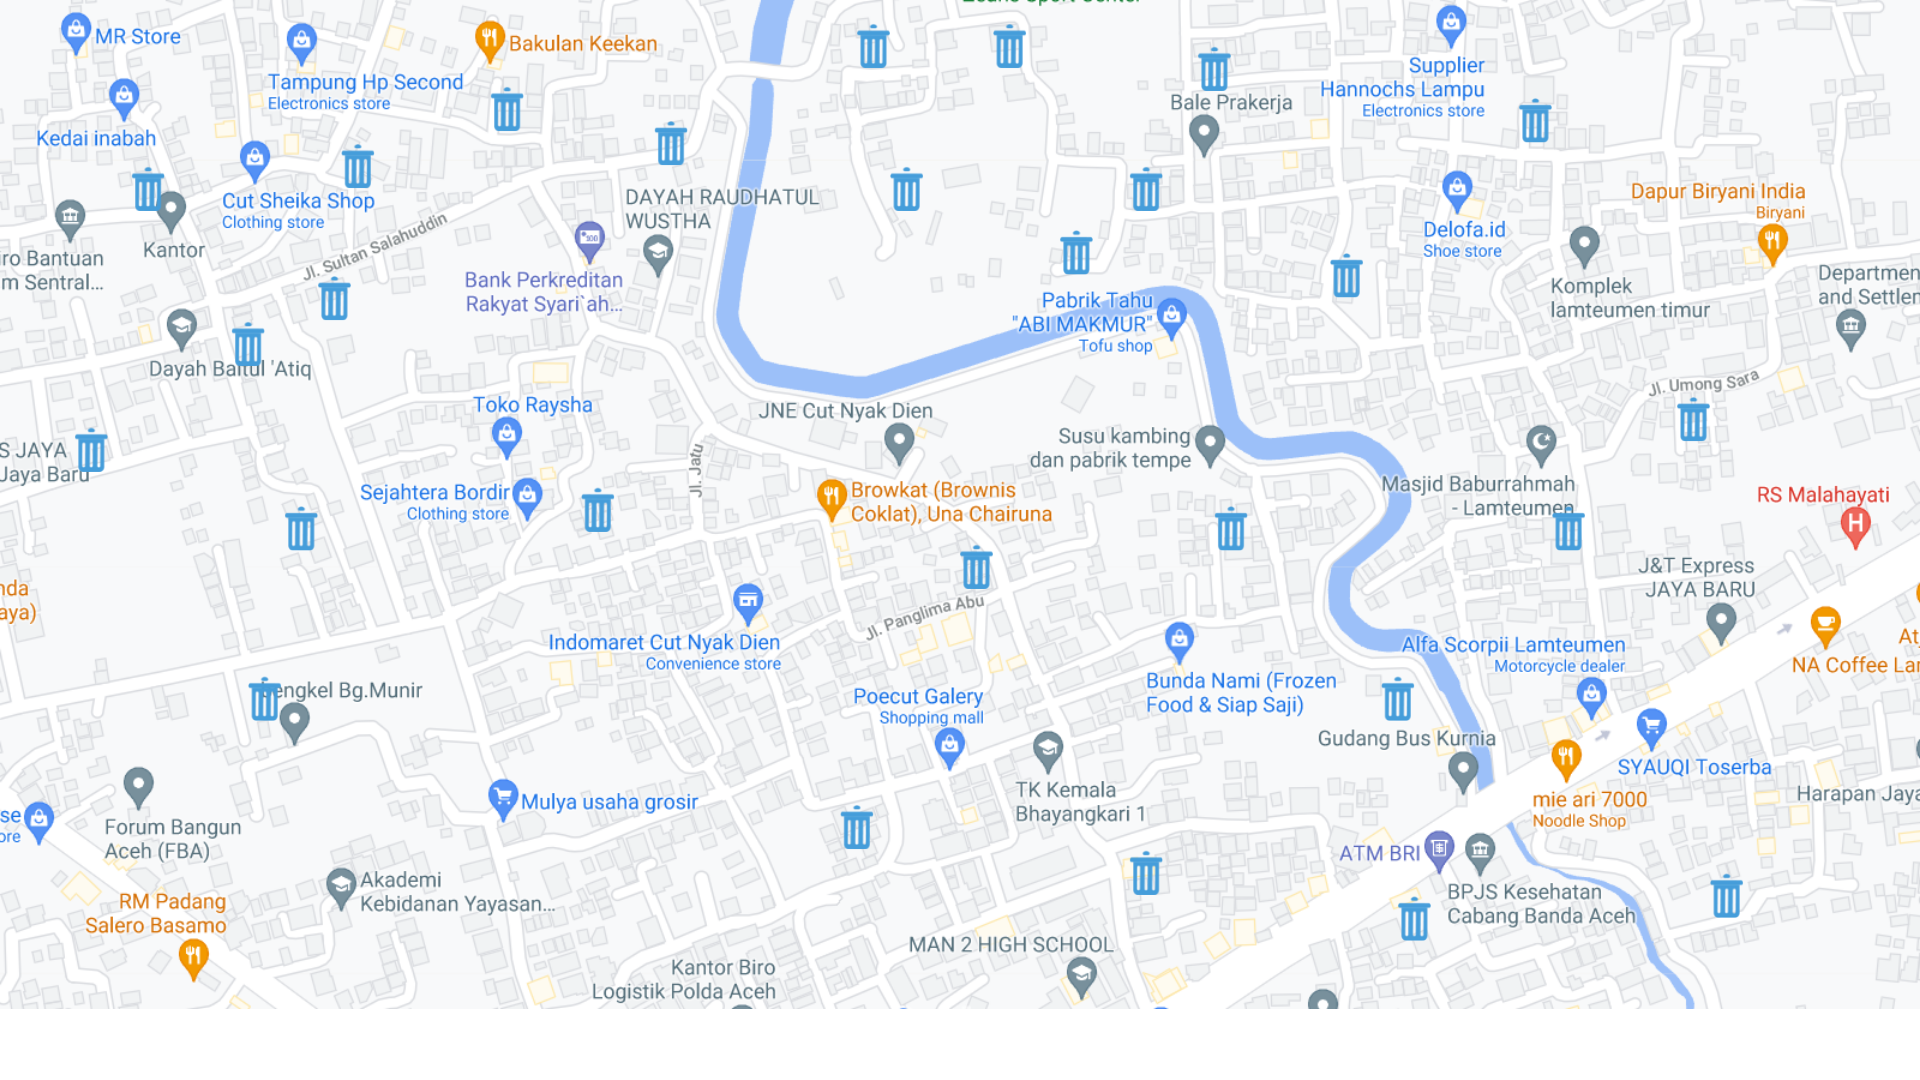 MR Store
Bakulan Keekan
Tampung Hp Second
Electronics store
Kedai inabah
Supplier
Hannochs Lampu
Electronics store
Bale Prakerja
Cut Sheika Shop
Clothing store
Kantor
DAYAH RAUDHATUL
WUSTHA
Dapur Biryani India
Biryani
Delofa.id
Shoe store
Jl. Sultan Salahuddin
iro Bantuan
m Sentral...
Bank Perkreditan
Rakyat Syari`ah...
Komplek
lamteumen timur
Departmen
and Settlen
Pabrik Tahu
"ABI MAKMUR"
Tofu shop
Dayah Baitul 'Atiq
Jl. Umong Sara
Toko Raysha
JNE Cut Nyak Dien
S JAYA
Jaya Baru
Jl. Jatu
Susu kambing
dan pabrik tempe
Masjid Baburrahmah
- Lamteumen
Sejahtera Bordir
Clothing store
Browkat (Brownis
Coklat), Una Chairuna
RS Malahayati
J&T Express
JAYA BARU
nda
aya)
Jl. Panglima Abu
Indomaret Cut Nyak Dien
Convenience store
Alfa Scorpii Lamteumen
Motorcycle dealer
At
NA Coffee Lar
Bengkel Bg.Munir
Poecut Galery
Shopping mall
Bunda Nami (Frozen
Food & Siap Saji)
Gudang Bus Kurnia
SYAUQI Toserba
Mulya usaha grosir
TK Kemala
Bhayangkari 1
mie ari 7000
Noodle Shop
Harapan Jaya
se
ore
Forum Bangun
Aceh (FBA)
ATM BRI
Akademi
Kebidanan Yayasan...
BPJS Kesehatan
Cabang Banda Aceh
RM Padang
Salero Basamo
MAN 2 HIGH SCHOOL
Kantor Biro
Logistik Polda Aceh